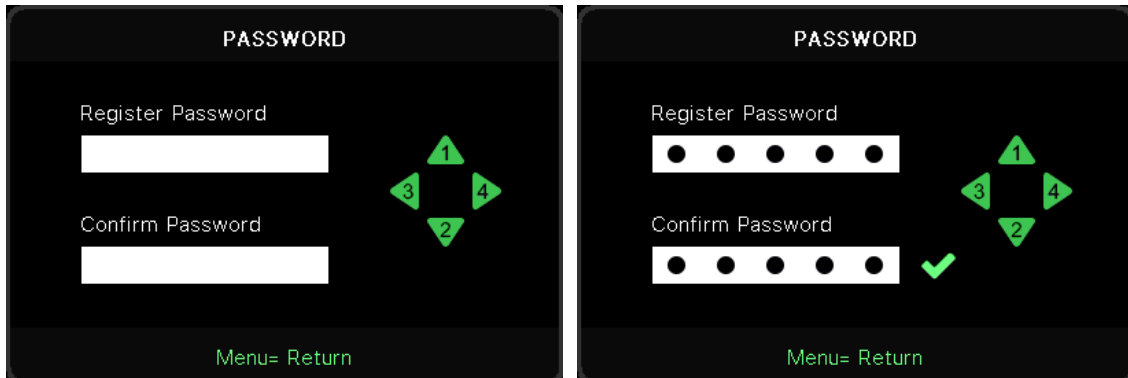 PASSWORD
Register Password
1
3
4
Confirm Password
2
Menu= Return
PASSWORD
Register Password
●●●●●
1
3
4
Confirm Password
2
●●●●●
Menu= Return